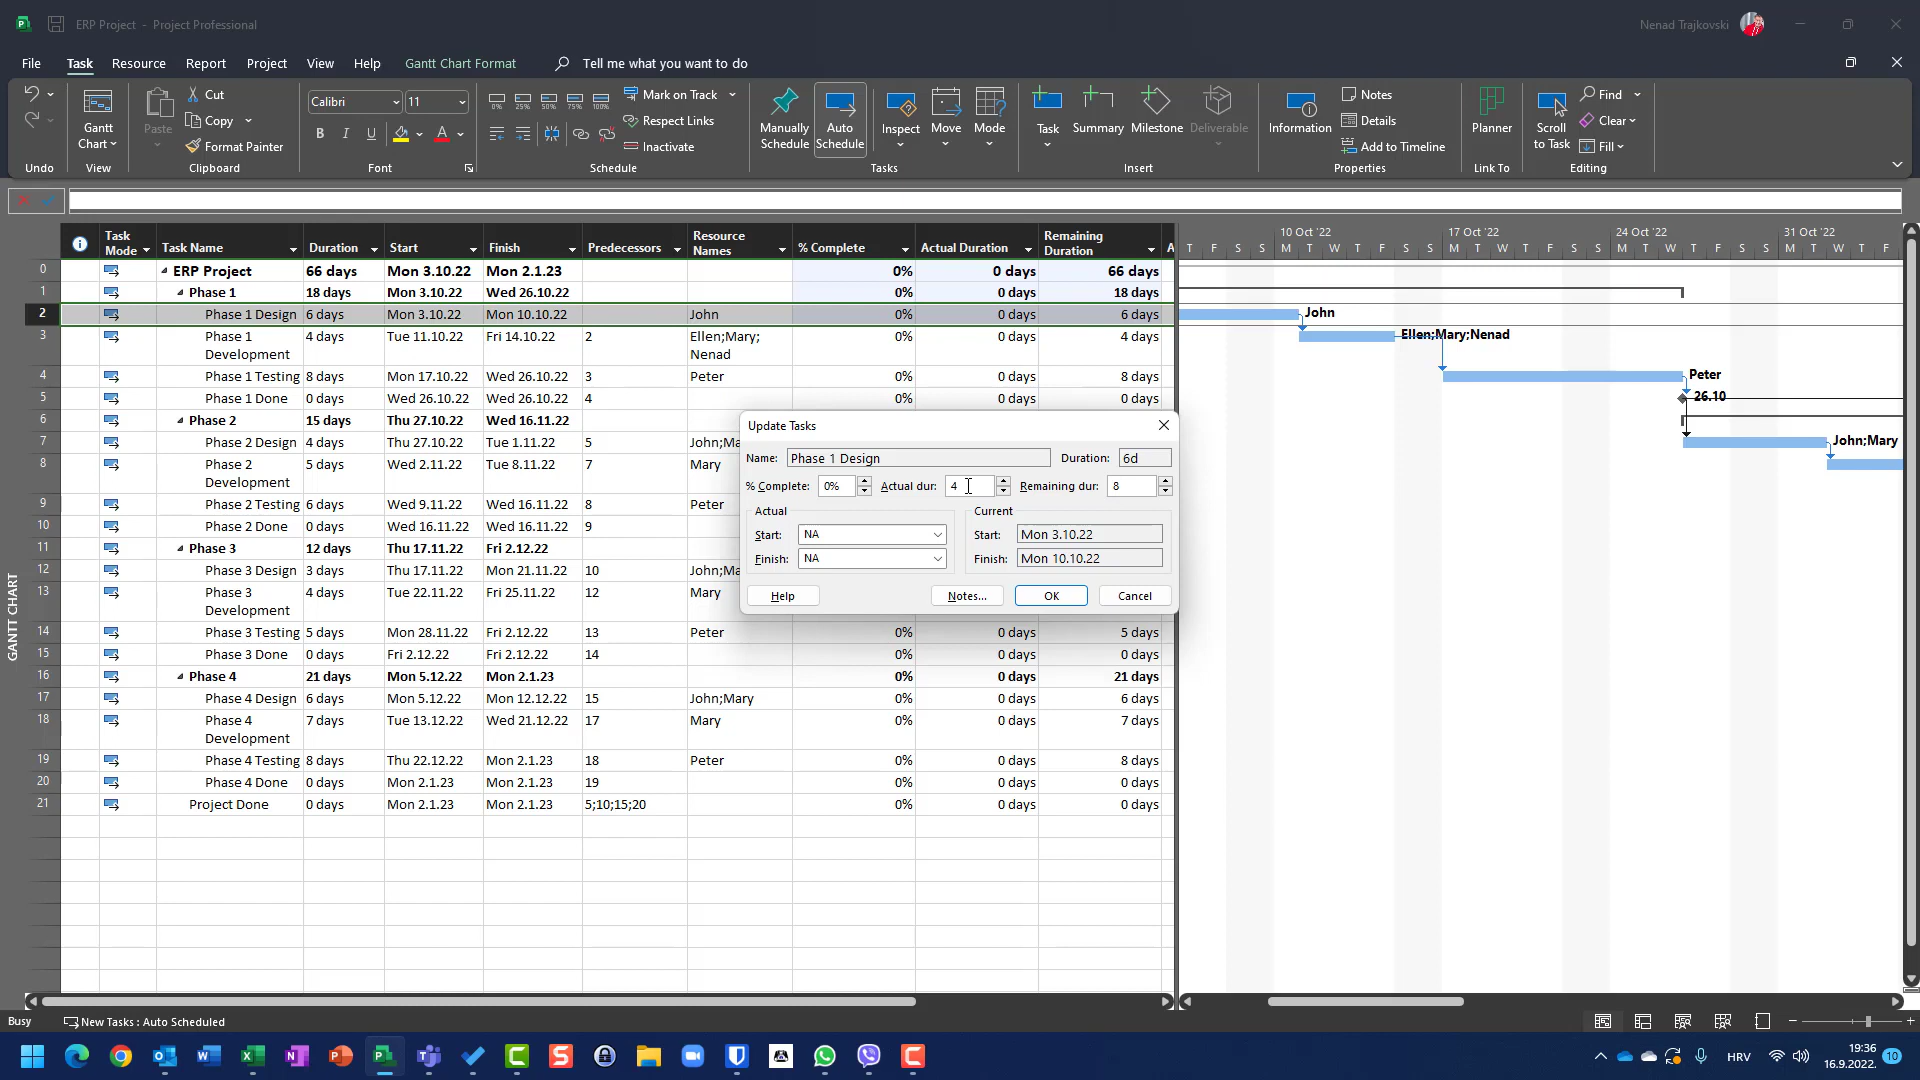 ERP Project - Project Professional
Nenad Trajkovski
File Task Resource Report Project View Help Gantt Chart Format Tell me what you want to do
Undo
Gantt Chart
View
Paste
Cut
Copy
Format Painter
Clipboard
Calibri 11
B I U A
Font
0% 25% 50% 75% 100%
Mark on Track
Respect Links
Inactivate
Schedule
Manually Schedule
Auto Schedule
Inspect
Move
Mode
Tasks
Task
Summary
Milestone
Deliverable
Insert
Information
Notes
Details
Add to Timeline
Properties
Planner
Link To
Scroll to Task
Find
Clear
Fill
Editing
Task Mode Task Name Duration Start Finish Predecessors Resource Names % Complete Actual Duration Remaining Duration A
0 ERP Project 66 days Mon 3.10.22 Mon 2.1.23 0% 0 days 66 days
1 Phase 1 18 days Mon 3.10.22 Wed 26.10.22 0% 0 days 18 days
2 Phase 1 Design 6 days Mon 3.10.22 Mon 10.10.22 John 0% 0 days 6 days
3 Phase 1 Development 4 days Tue 11.10.22 Fri 14.10.22 2 Ellen;Mary;Nenad 0% 0 days 4 days
4 Phase 1 Testing 8 days Mon 17.10.22 Wed 26.10.22 3 Peter 0% 0 days 8 days
5 Phase 1 Done 0 days Wed 26.10.22 Wed 26.10.22 4 0% 0 days 0 days
6 Phase 2 15 days Thu 27.10.22 Wed 16.11.22
7 Phase 2 Design 4 days Thu 27.10.22 Tue 1.11.22 5 John;Ma
8 Phase 2 Development 5 days Wed 2.11.22 Tue 8.11.22 7 Mary
9 Phase 2 Testing 6 days Wed 9.11.22 Wed 16.11.22 8 Peter
10 Phase 2 Done 0 days Wed 16.11.22 Wed 16.11.22 9
11 Phase 3 12 days Thu 17.11.22 Fri 2.12.22
12 Phase 3 Design 3 days Thu 17.11.22 Mon 21.11.22 10 John;Ma
13 Phase 3 Development 4 days Tue 22.11.22 Fri 25.11.22 12 Mary
14 Phase 3 Testing 5 days Mon 28.11.22 Fri 2.12.22 13 Peter 0% 0 days 5 days
15 Phase 3 Done 0 days Fri 2.12.22 Fri 2.12.22 14 0% 0 days 0 days
16 Phase 4 21 days Mon 5.12.22 Mon 2.1.23 0% 0 days 21 days
17 Phase 4 Design 6 days Mon 5.12.22 Mon 12.12.22 15 John;Mary 0% 0 days 6 days
18 Phase 4 Development 7 days Tue 13.12.22 Wed 21.12.22 17 Mary 0% 0 days 7 days
19 Phase 4 Testing 8 days Thu 22.12.22 Mon 2.1.23 18 Peter 0% 0 days 8 days
20 Phase 4 Done 0 days Mon 2.1.23 Mon 2.1.23 19 0% 0 days 0 days
21 Project Done 0 days Mon 2.1.23 Mon 2.1.23 5;10;15;20 0% 0 days 0 days
GANTT CHART
10 Oct '22 17 Oct '22 24 Oct '22 31 Oct '22
T F S S M T W T F S S M T W T F S S M T W T F S S M T W T F
John
Ellen;Mary;Nenad
Peter
26.10
John;Mary
Update Tasks
Name: Phase 1 Design Duration: 6d
% Complete: 0% Actual dur: 4 Remaining dur: 8
Actual Current
Start: NA Start: Mon 3.10.22
Finish: NA Finish: Mon 10.10.22
Help Notes... OK Cancel
Busy New Tasks : Auto Scheduled
HRV
19:36
16.9.2022.
10